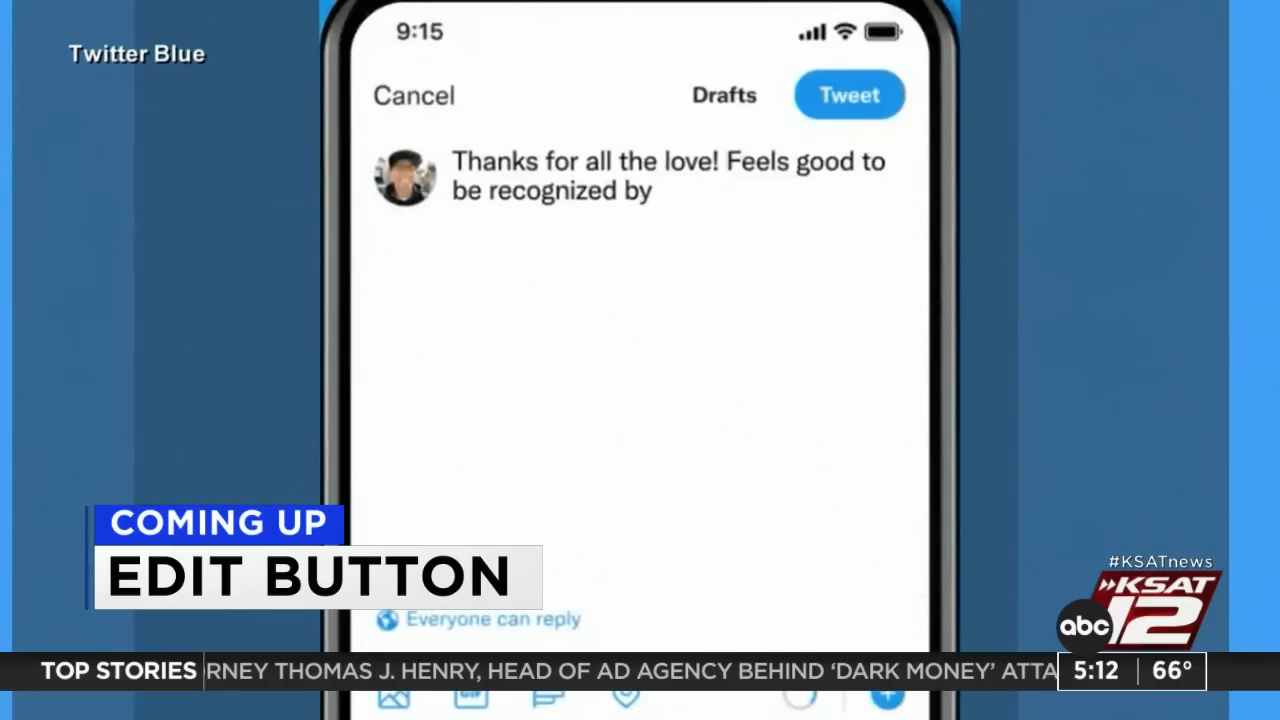 Twitter Blue
9:15
Cancel
Drafts
Tweet
Thanks for all the love! Feels good to
be recognized by
COMING UP
EDIT BUTTON
Everyone can reply
#KSATnews
KSAT
abc 12
TOP STORIES
RNEY THOMAS J. HENRY, HEAD OF AD AGENCY BEHIND ‘DARK MONEY’ ATTA
5:12
66°
GIF